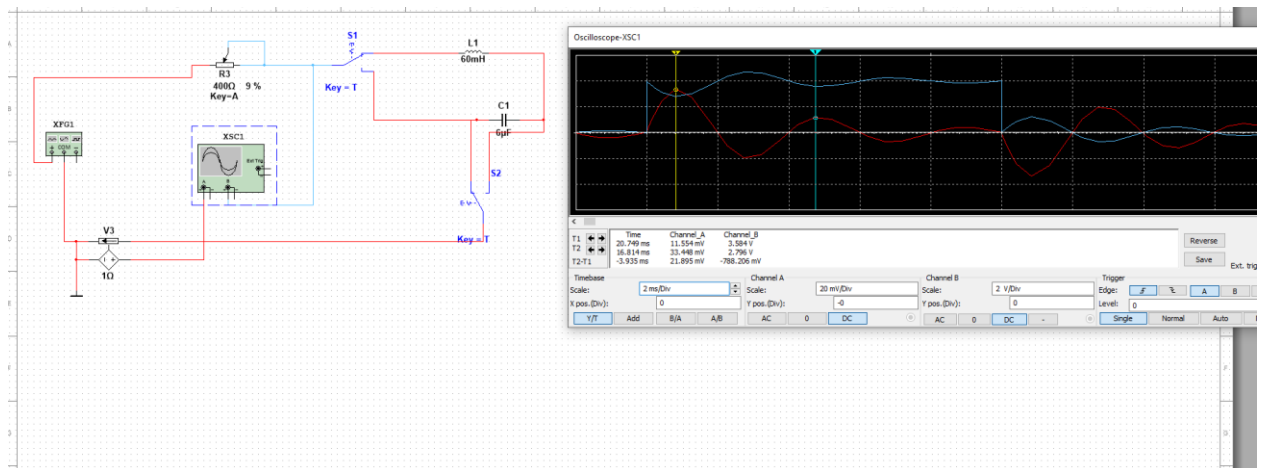 S1
L1
60mH
R3
400Ω 9 %
Key=A
Key = T
C1
6µF
XFG1
COM
XSC1
Ext Trig
A B
S2
Key = T
V3
1Ω
Oscilloscope-XSC1
Time Channel_A Channel_B
T1 20.749 ms 11.554 mV 3.584 V
T2 16.814 ms 33.448 mV 2.796 V
T2-T1 -3.935 ms 21.895 mV -788.206 mV
Reverse
Save
Ext. trig
Timebase Channel A Channel B Trigger
Scale: 2 ms/Div Scale: 20 mV/Div Scale: 2 V/Div Edge: A B
X pos.(Div): 0 Y pos.(Div): -0 Y pos.(Div): 0 Level: 0
Y/T Add B/A A/B AC 0 DC AC 0 DC - Single Normal Auto